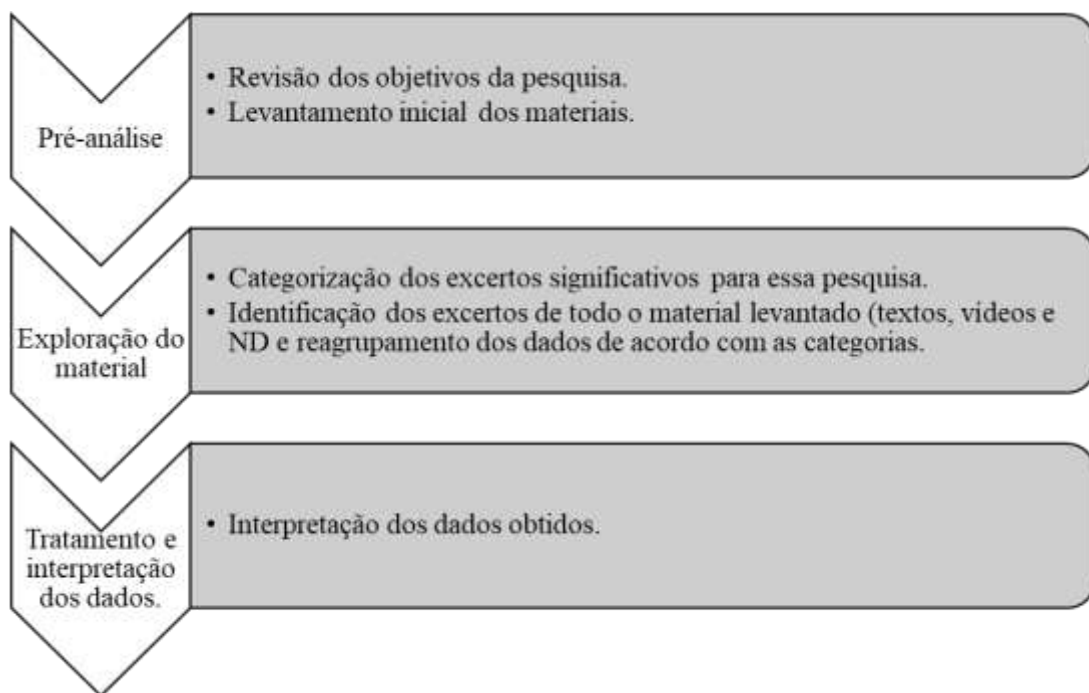 Pré-análise
• Revisão dos objetivos da pesquisa.
• Levantamento inicial dos materiais.
Exploração do
material
• Categorização dos excertos significativos para essa pesquisa.
• Identificação dos excertos de todo o material levantado (textos, vídeos e
ND e reagrupamento dos dados de acordo com as categorias.
Tratamento e
interpretação
dos dados.
• Interpretação dos dados obtidos.